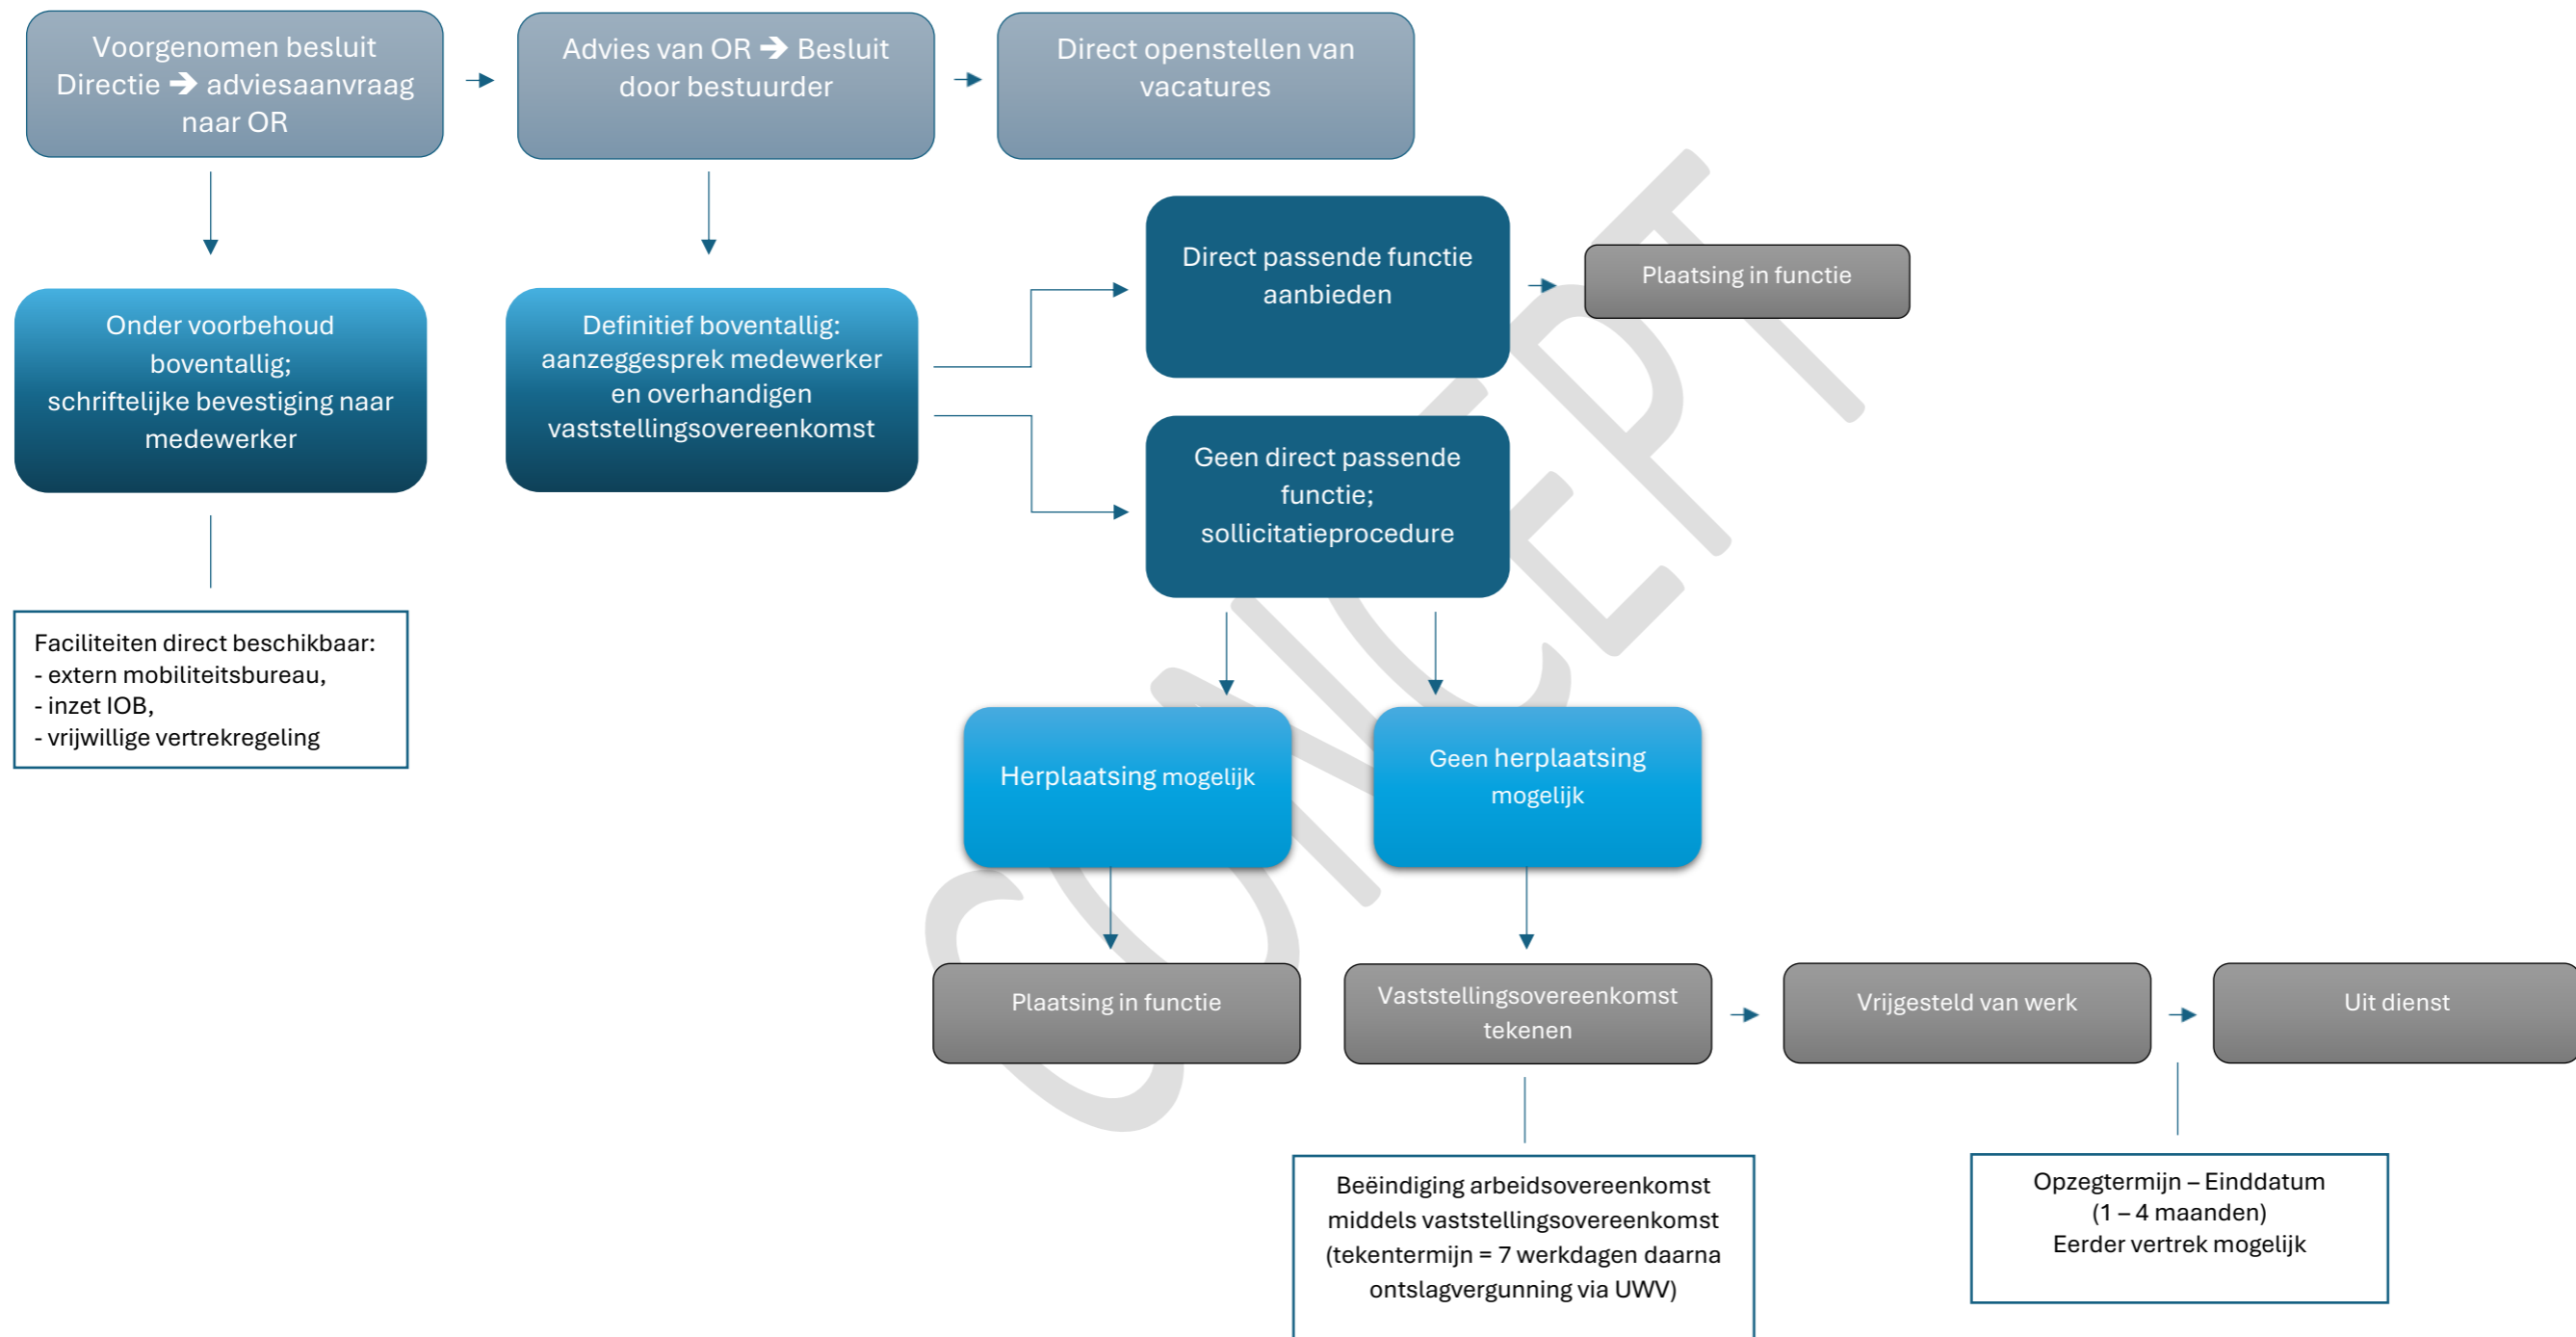 Voorgenomen besluit
Directie ➔ adviesaanvraag
naar OR
Advies van OR ➔ Besluit
door bestuurder
Direct openstellen van
vacatures
Onder voorbehoud
boventallig;
schriftelijke bevestiging naar
medewerker
Definitief boventallig:
aanzeggesprek medewerker
en overhandigen
vaststellingsovereenkomst
Direct passende functie
aanbieden
Plaatsing in functie
Geen direct passende
functie;
sollicitatieprocedure
Faciliteiten direct beschikbaar:
- extern mobiliteitsbureau,
- inzet IOB,
- vrijwillige vertrekregeling
Herplaatsing mogelijk
Geen herplaatsing
mogelijk
Plaatsing in functie
Vaststellingsovereenkomst
tekenen
Vrijgesteld van werk
Uit dienst
Beëindiging arbeidsovereenkomst
middels vaststellingsovereenkomst
(tekentermijn = 7 werkdagen daarna
ontslagvergunning via UWV)
Opzegtermijn – Einddatum
(1 – 4 maanden)
Eerder vertrek mogelijk
CONCEPT